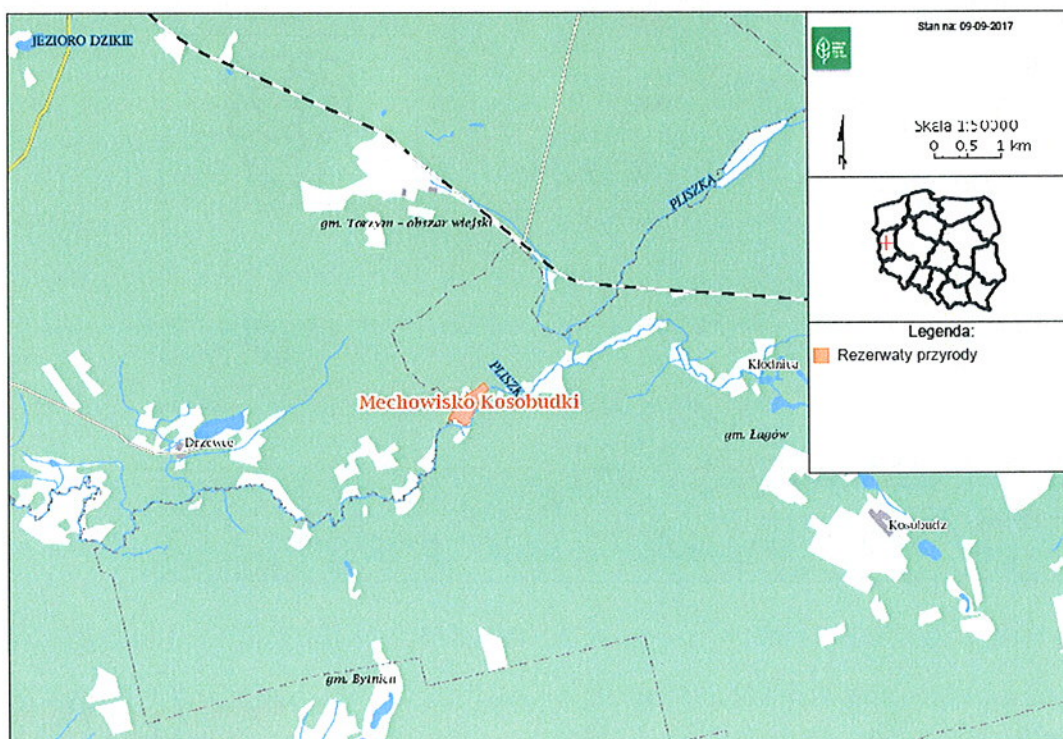 JEZIORO DZIKIE
Stan na: 09-09-2017
Skala 1:50000
0 0,5 1 km
PLISZKA
gm. Torzym – obszar wiejski
Legenda:
Rezerwaty przyrody
Kłodnica
PLISZK
Mechowisko Kosobudki
gm. Łagów
Drzewce
Kosobudz
gm. Bytnica